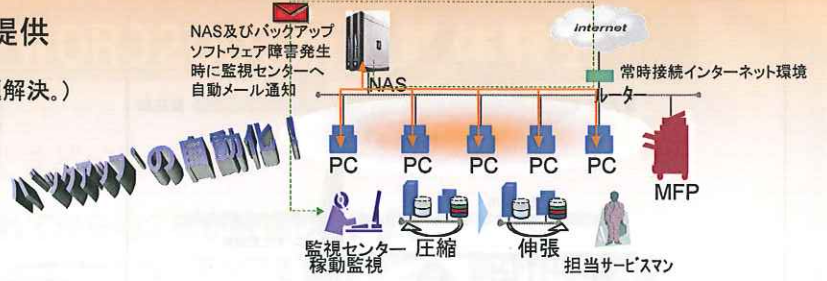 提供
解決。)
バックアップの自動化!
NAS及びバックアップ
ソフトウェア障害発生
時に監視センターへ
自動メール通知
NAS
internet
常時接続インターネット環境
ルーター
PC
PC
PC
PC
PC
MFP
監視センター
稼動監視
圧縮
伸張
担当サービスマン